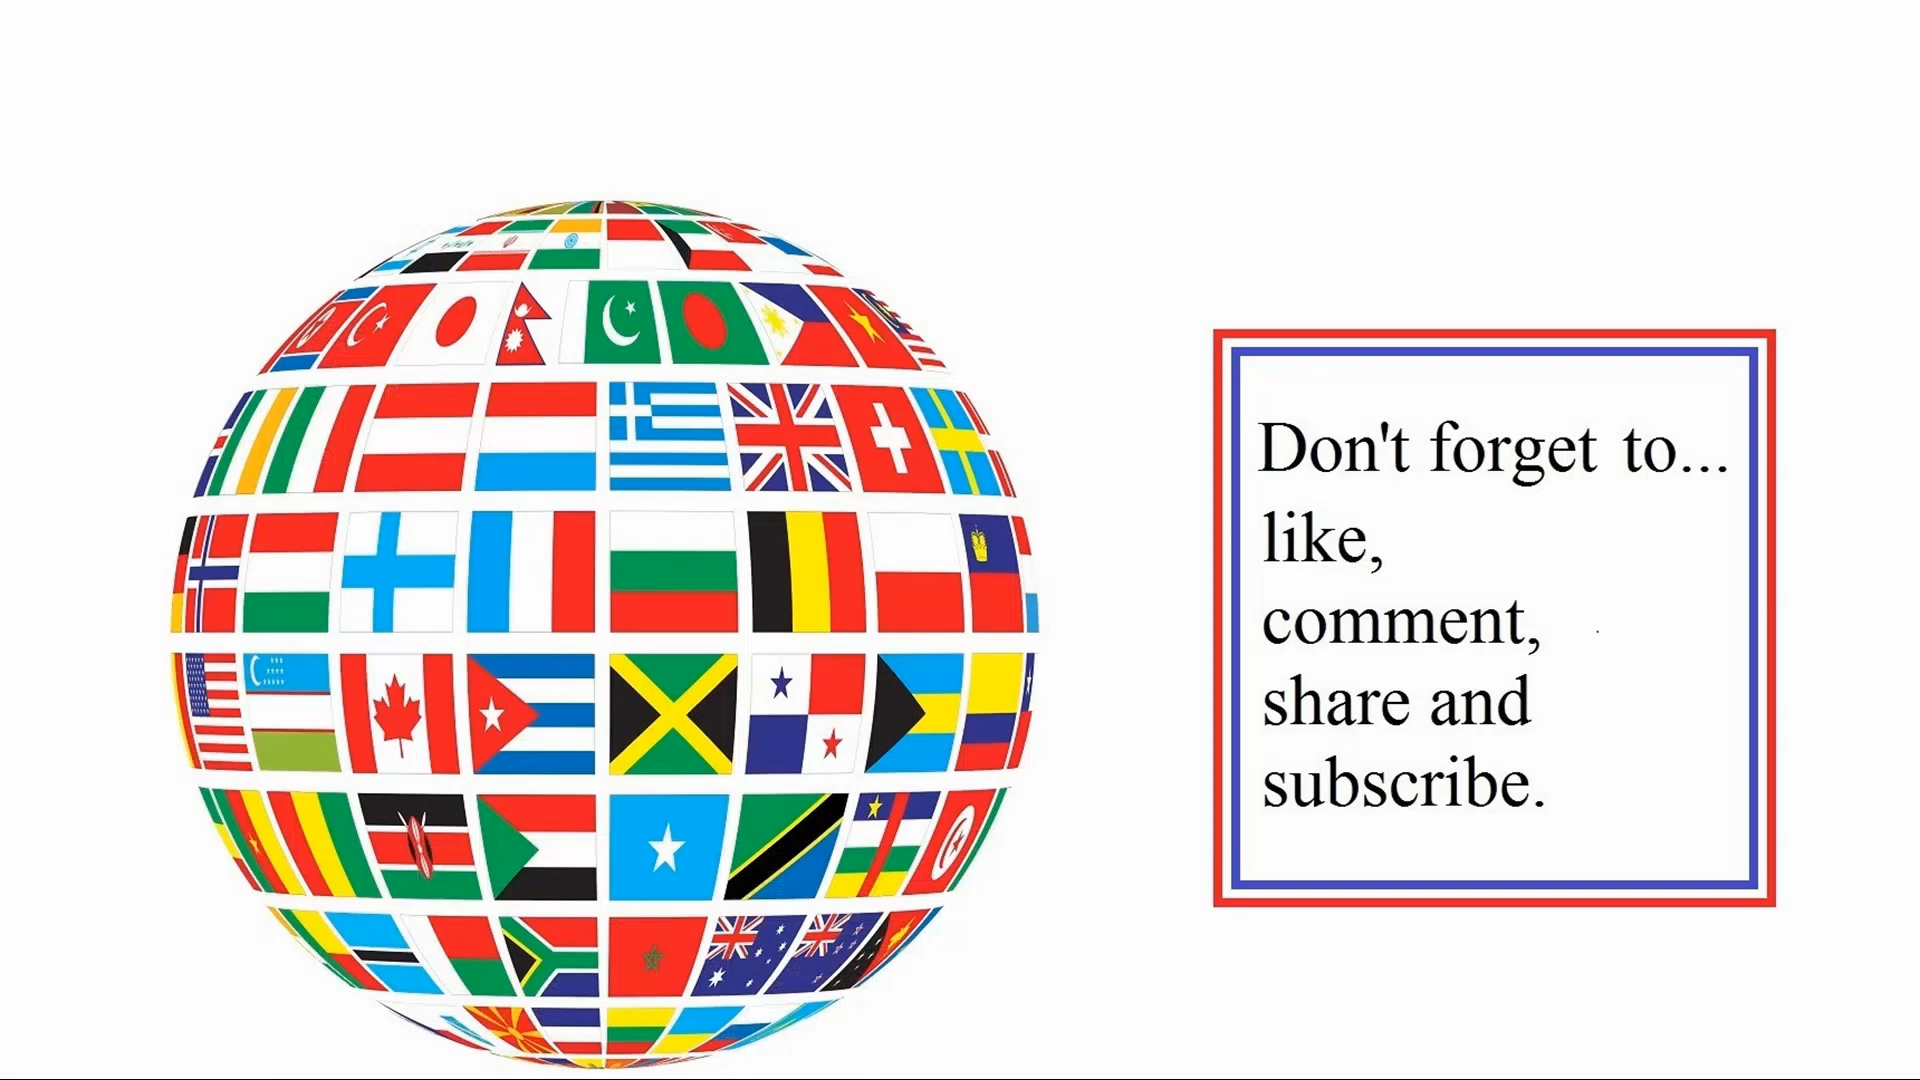 Don't forget to...
like,
comment,
share and
subscribe.